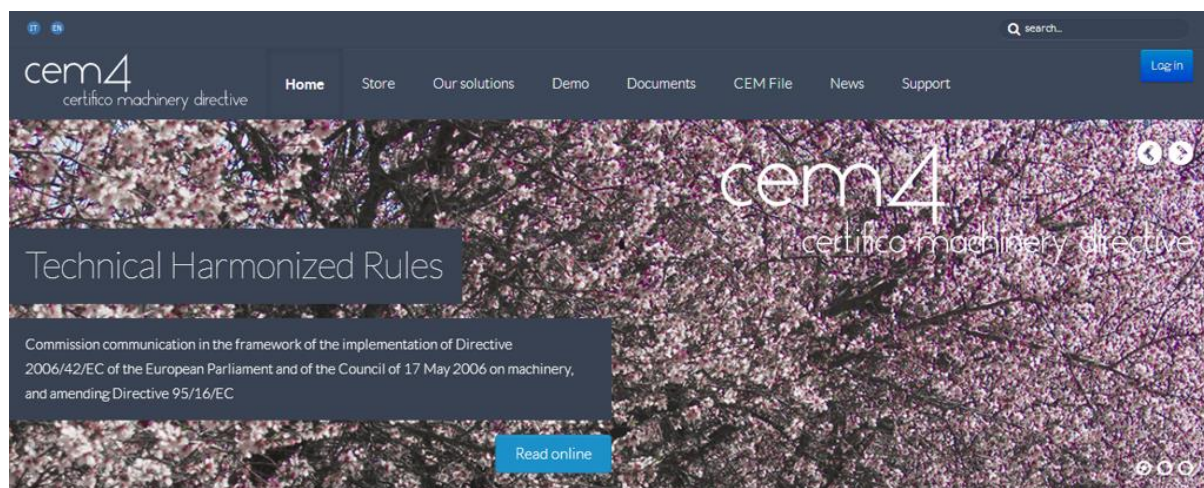 IT EN
search...
cem4
certifico machinery directive
Home Store Our solutions Demo Documents CEM File News Support
Log in
cem4
certifico machinery directive
Technical Harmonized Rules
Commission communication in the framework of the implementation of Directive
2006/42/EC of the European Parliament and of the Council of 17 May 2006 on machinery,
and amending Directive 95/16/EC
Read online